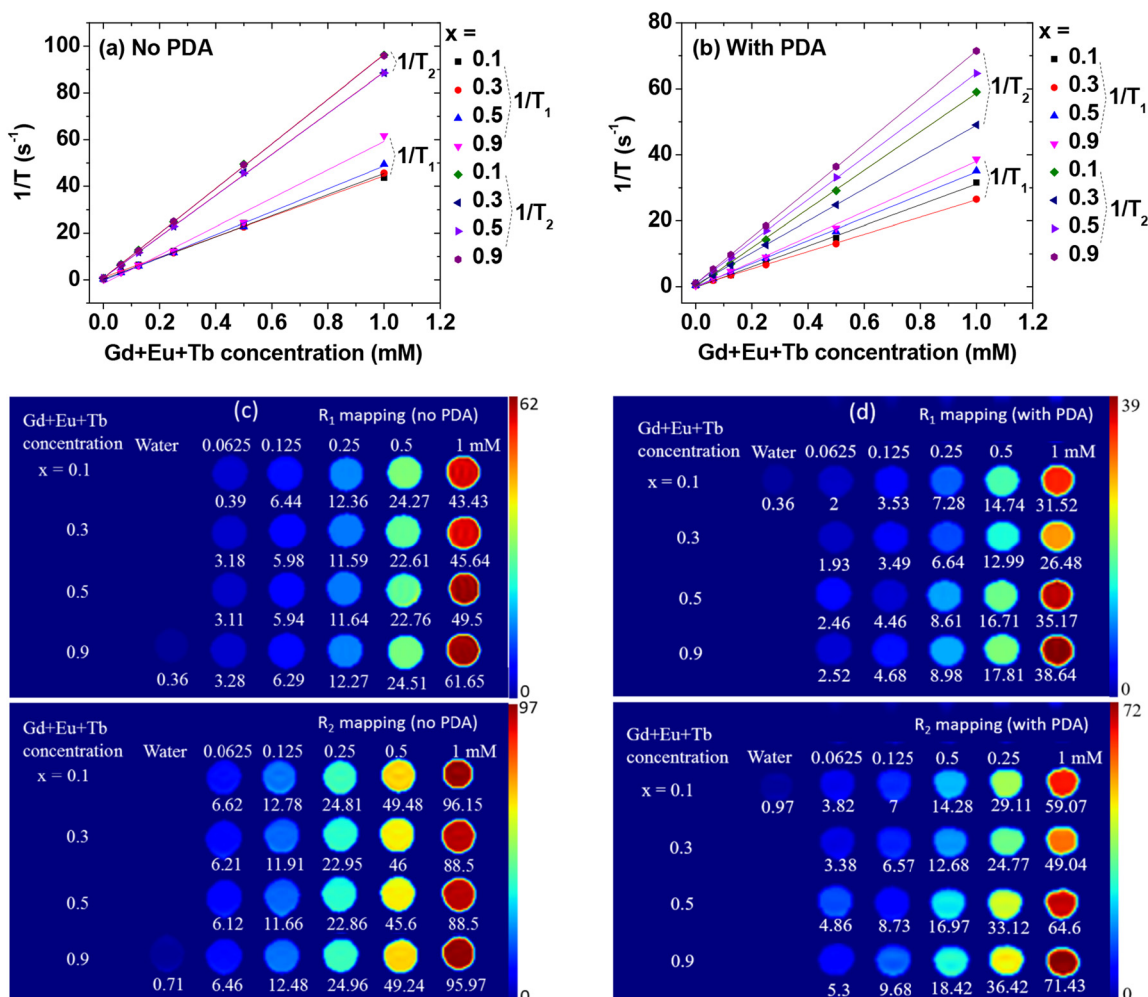 (a) No PDA
100
80
60
40
20
0
1/T (s⁻¹)
0.0 0.2 0.4 0.6 0.8 1.0 1.2
Gd+Eu+Tb concentration (mM)
1/T₂
1/T₁
x =
0.1
0.3
0.5
0.9
0.1
0.3
0.5
0.9
1/T₁
1/T₂
(b) With PDA
80
60
40
20
0
1/T (s⁻¹)
0.0 0.2 0.4 0.6 0.8 1.0 1.2
Gd+Eu+Tb concentration (mM)
1/T₂
1/T₁
x =
0.1
0.3
0.5
0.9
0.1
0.3
0.5
0.9
1/T₁
1/T₂
(c) R₁ mapping (no PDA) 62
Gd+Eu+Tb
concentration Water 0.0625 0.125 0.25 0.5 1 mM
x = 0.1
0.39 6.44 12.36 24.27 43.43
0.3
3.18 5.98 11.59 22.61 45.64
0.5
3.11 5.94 11.64 22.76 49.5
0.9
0.36 3.28 6.29 12.27 24.51 61.65
0
(d) R₁ mapping (with PDA) 39
Gd+Eu+Tb
concentration Water 0.0625 0.125 0.25 0.5 1 mM
x = 0.1
0.36 2 3.53 7.28 14.74 31.52
0.3
1.93 3.49 6.64 12.99 26.48
0.5
2.46 4.46 8.61 16.71 35.17
0.9
2.52 4.68 8.98 17.81 38.64
0
R₂ mapping (no PDA) 97
Gd+Eu+Tb
concentration Water 0.0625 0.125 0.25 0.5 1 mM
x = 0.1
6.62 12.78 24.81 49.48 96.15
0.3
6.21 11.91 22.95 46 88.5
0.5
6.12 11.66 22.86 45.6 88.5
0.9
0.71 6.46 12.48 24.96 49.24 95.97
0
R₂ mapping (with PDA) 72
Gd+Eu+Tb
concentration Water 0.0625 0.125 0.5 0.25 1 mM
x = 0.1
0.97 3.82 7 14.28 29.11 59.07
0.3
3.38 6.57 12.68 24.77 49.04
0.5
4.86 8.73 16.97 33.12 64.6
0.9
5.3 9.68 18.42 36.42 71.43
0